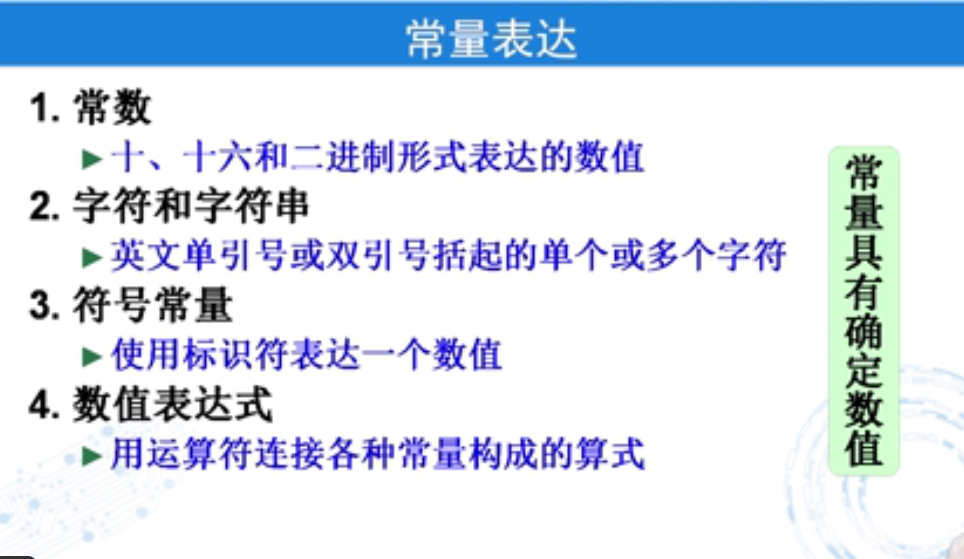 常量表达
1. 常数
►十、十六和二进制形式表达的数值
2. 字符和字符串
►英文单引号或双引号括起的单个或多个字符
3. 符号常量
►使用标识符表达一个数值
4. 数值表达式
►用运算符连接各种常量构成的算式
常量具有确定数值